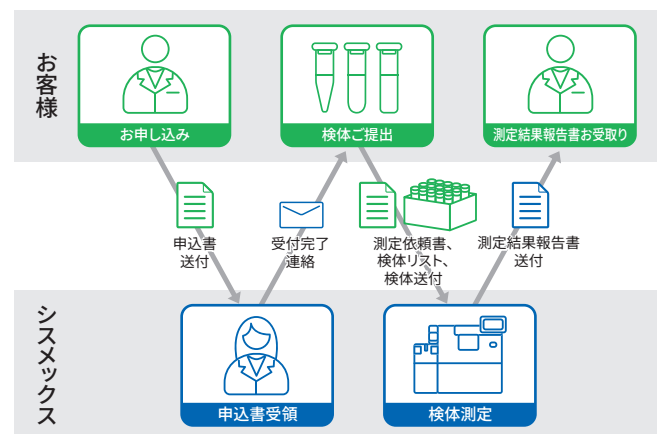 お客様
お申し込み
検体ご提出
測定結果報告書お受取り
申込書
送付
受付完了
連絡
測定依頼書、
検体リスト、
検体送付
測定結果報告書
送付
シスメックス
申込書受領
検体測定